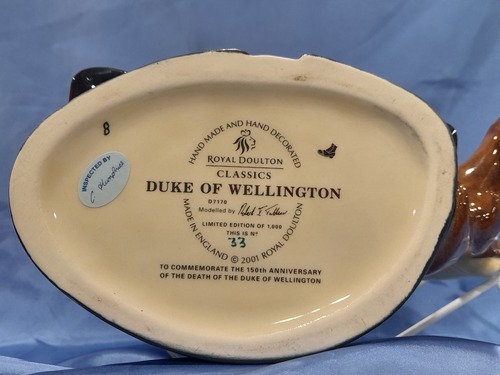 8
INSPECTED BY
HAND MADE AND HAND DECORATED
ROYAL DOULTON
CLASSICS
DUKE OF WELLINGTON
D7170
Modelled by
LIMITED EDITION OF 1,000
THIS IS Nº
33
MADE IN ENGLAND © 2001 ROYAL DOULTON
TO COMMEMORATE THE 150th ANNIVERSARY
OF THE DEATH OF THE DUKE OF WELLINGTON